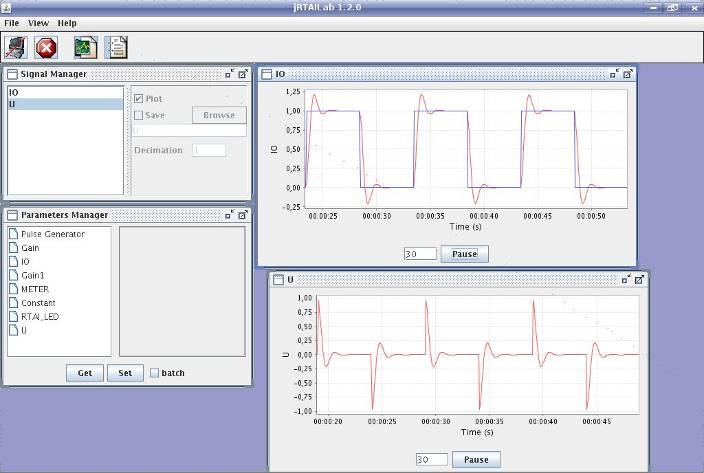 jRTAILab 1.2.0
File View Help
Signal Manager
IO
U
Plot
Save
Browse
U
Decimation
1
Parameters Manager
Pulse Generator
Gain
IO
Gain1
METER
Constant
RTAI_LED
U
Get
Set
batch
IO
1,25
1,00
0,75
0,50
0,25
0,00
-0,25
IO
00:00:25 00:00:30 00:00:35 00:00:40 00:00:45 00:00:50
Time (s)
30
Pause
U
1,00
0,75
0,50
0,25
0,00
-0,25
-0,50
-0,75
-1,00
U
00:00:20 00:00:25 00:00:30 00:00:35 00:00:40 00:00:45
Time (s)
30
Pause